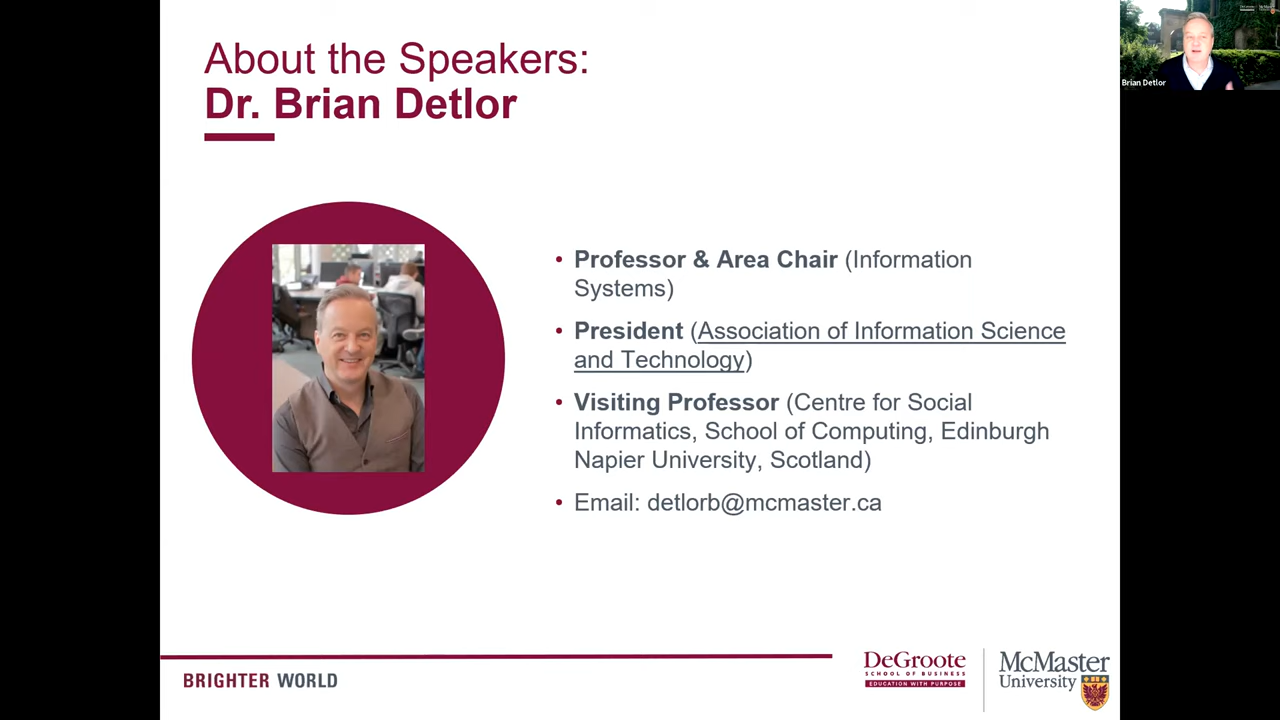 About the Speakers:
Dr. Brian Detlor
Brian Detlor
• Professor & Area Chair (Information
Systems)
• President (Association of Information Science
and Technology)
• Visiting Professor (Centre for Social
Informatics, School of Computing, Edinburgh
Napier University, Scotland)
• Email: detlorb@mcmaster.ca
BRIGHTER WORLD
DeGroote
SCHOOL OF BUSINESS
EDUCATION WITH PURPOSE
McMaster
University